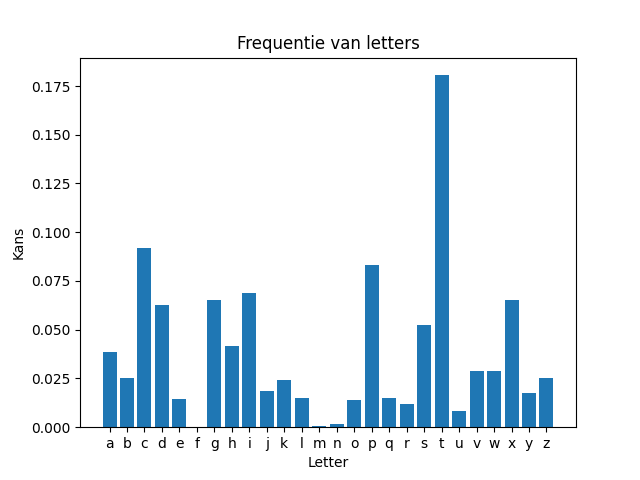 Frequentie van letters
Kans
0.175
0.150
0.125
0.100
0.075
0.050
0.025
0.000
a b c d e f g h i j k l m n o p q r s t u v w x y z
Letter